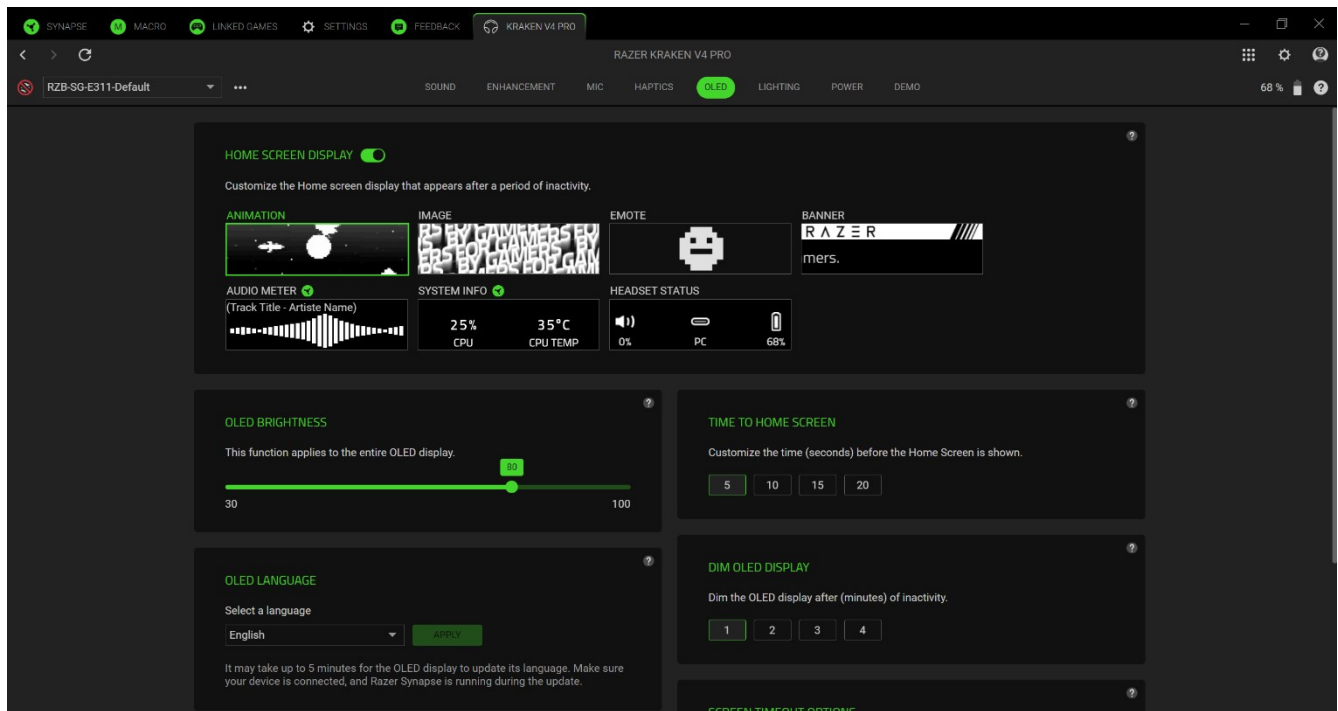 SYNAPSE
M MACRO
LINKED GAMES
SETTINGS
FEEDBACK
KRAKEN V4 PRO
RAZER KRAKEN V4 PRO
RZB-SG-E311-Default
SOUND
ENHANCEMENT
MIC
HAPTICS
OLED
LIGHTING
POWER
DEMO
68 %
?
?
HOME SCREEN DISPLAY
Customize the Home screen display that appears after a period of inactivity.
ANIMATION
IMAGE
EMOTE
BANNER
BY GAMERS
FOR GAMERS
RAZER
mers.
AUDIO METER
SYSTEM INFO
HEADSET STATUS
(Track Title - Artiste Name)
25%
CPU
35°C
CPU TEMP
0%
PC
68%
?
OLED BRIGHTNESS
This function applies to the entire OLED display.
80
30
100
?
TIME TO HOME SCREEN
Customize the time (seconds) before the Home Screen is shown.
5
10
15
20
?
OLED LANGUAGE
Select a language
English
APPLY
It may take up to 5 minutes for the OLED display to update its language. Make sure
your device is connected, and Razer Synapse is running during the update.
?
DIM OLED DISPLAY
Dim the OLED display after (minutes) of inactivity.
1
2
3
4
?
SCREEN TIMEOUT OPTIONS